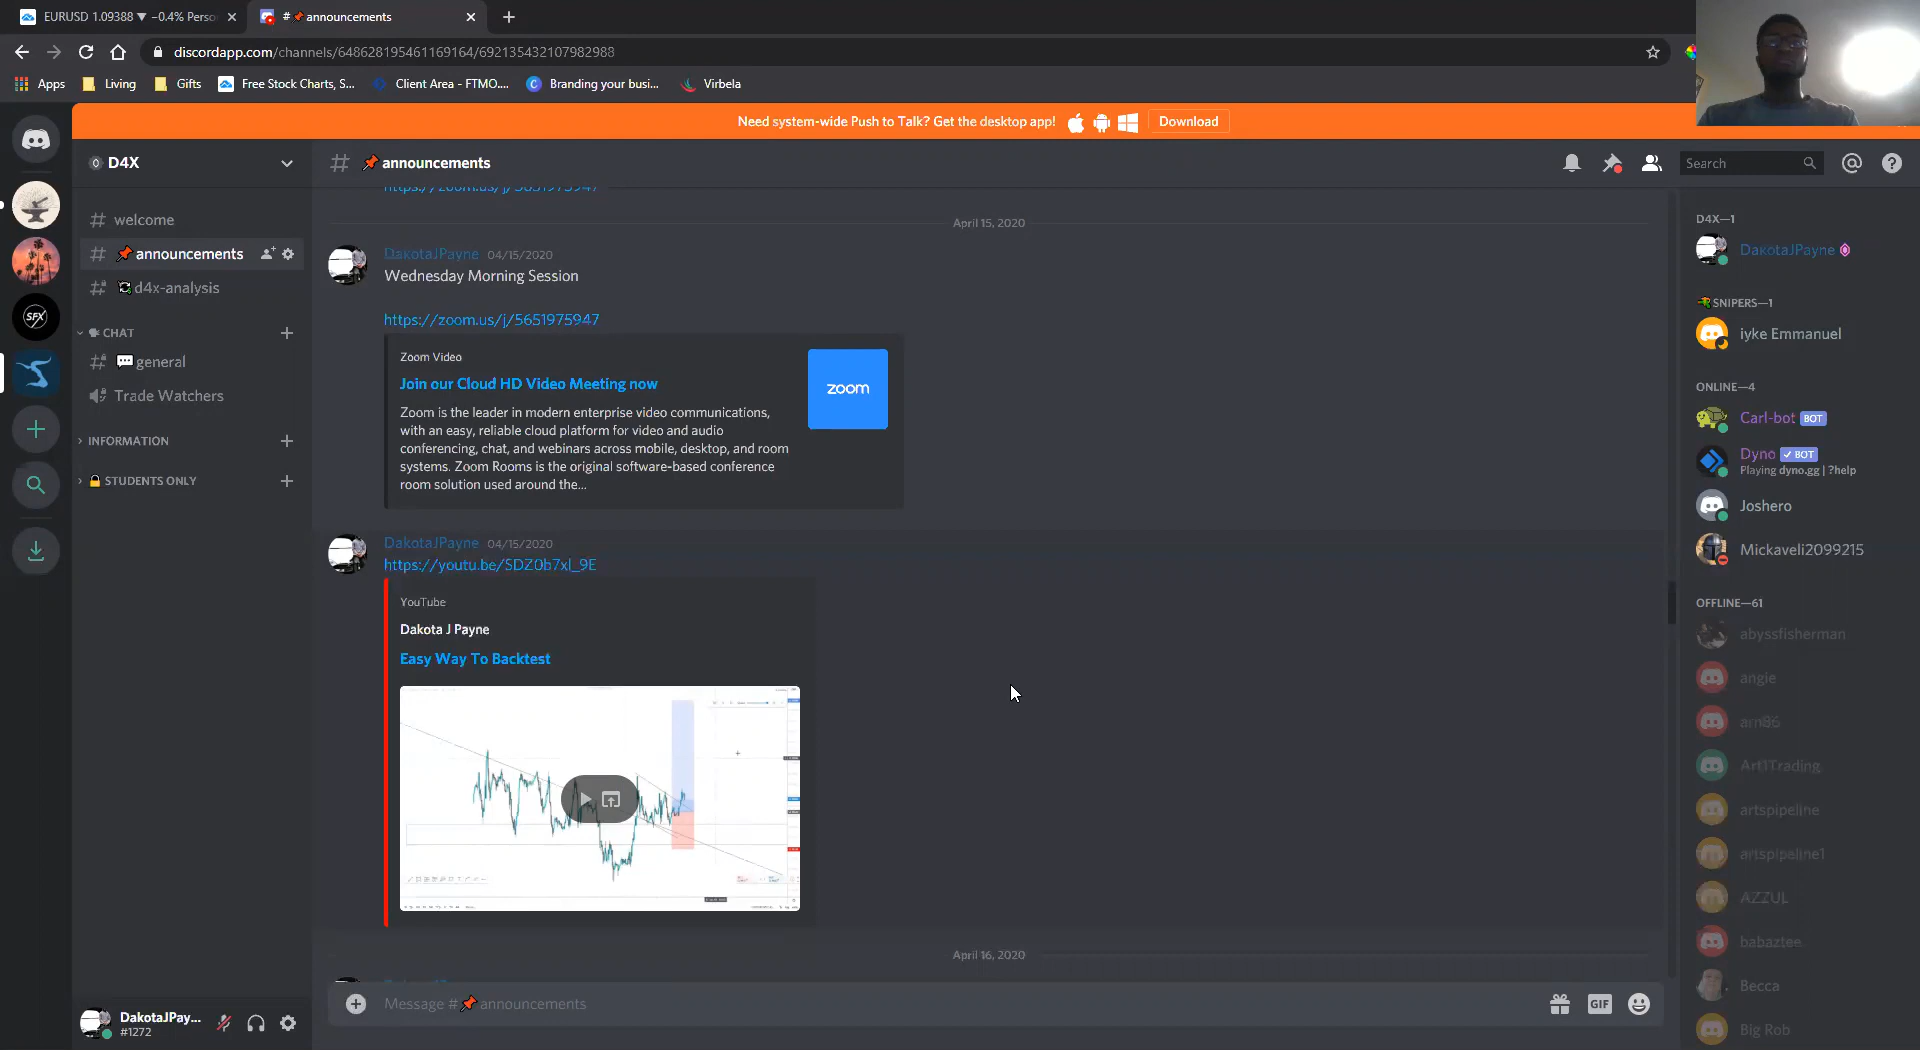 EURUSD 1.09388 ▼ −0.4% Perso
# 📌 announcements
discordapp.com/channels/648628195461169164/692135432107982988
Apps
Living
Gifts
Free Stock Charts, S...
Client Area - FTMO....
Branding your busi...
Virbela
Need system-wide Push to Talk? Get the desktop app!
Download
D4X
# 📌 announcements
Search
# welcome
# 📌 announcements
# d4x-analysis
CHAT
# 💬 general
Trade Watchers
INFORMATION
🔒 STUDENTS ONLY
DakotaJPay...
#1272
https://zoom.us/j/5651975947
April 15, 2020
DakotaJPayne 04/15/2020
Wednesday Morning Session
https://zoom.us/j/5651975947
Zoom Video
Join our Cloud HD Video Meeting now
Zoom is the leader in modern enterprise video communications,
with an easy, reliable cloud platform for video and audio
conferencing, chat, and webinars across mobile, desktop, and room
systems. Zoom Rooms is the original software-based conference
room solution used around the...
zoom
DakotaJPayne 04/15/2020
https://youtu.be/SDZ0b7xl_9E
YouTube
Dakota J Payne
Easy Way To Backtest
April 16, 2020
Message # 📌 announcements
GIF
D4X—1
DakotaJPayne
SNIPERS—1
iyke Emmanuel
ONLINE—4
Carl-bot BOT
Dyno ✓ BOT
Playing dyno.gg | ?help
Joshero
Mickaveli2099215
OFFLINE—61
abyssfisherman
angie
arn86
Art1Trading
artspipeline
artspipeline1
AZZUL
babaztee
Becca
Big Rob
SFX